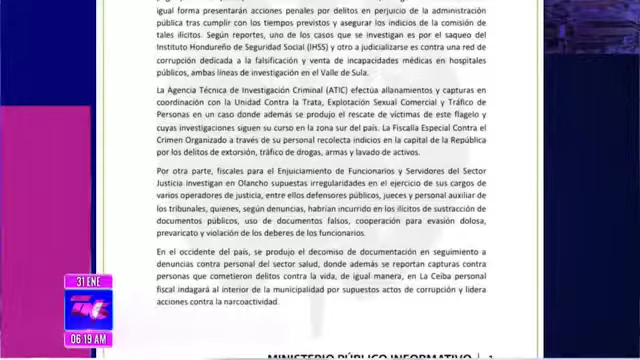 igual forma presentarán acciones penales por delitos en perjuicio de la administración
pública tras cumplir con los tiempos previstos y asegurar los indicios de la comisión de
tales ilícitos. Según reportes, uno de los casos que se investigan es por el saqueo del
Instituto Hondureño de Seguridad Social (IHSS) y otro a judicializarse es contra una red de
corrupción dedicada a la falsificación y venta de incapacidades médicas en hospitales
públicos, ambas líneas de investigación en el Valle de Sula.
La Agencia Técnica de Investigación Criminal (ATIC) efectúa allanamientos y capturas en
coordinación con la Unidad Contra la Trata, Explotación Sexual Comercial y Tráfico de
Personas en un caso donde además se produjo el rescate de víctimas de este flagelo y
cuyas investigaciones siguen su curso en la zona sur del país. La Fiscalía Especial Contra el
Crimen Organizado a través de su personal recolecta indicios en la capital de la República
por los delitos de extorsión, tráfico de drogas, armas y lavado de activos.
Por otra parte, fiscales para el Enjuiciamiento de Funcionarios y Servidores del Sector
Justicia investigan en Olancho supuestas irregularidades en el ejercicio de sus cargos de
varios operadores de justicia, entre ellos defensores públicos, jueces y personal auxiliar de
los tribunales, quienes, según denuncias, habrían incurrido en los ilícitos de sustracción de
documentos públicos, uso de documentos falsos, cooperación para evasión dolosa,
prevaricato y violación de los deberes de los funcionarios.
En el occidente del país, se produjo el decomiso de documentación en seguimiento a
denuncias contra personal del sector salud, donde además se reportan capturas contra
personas que cometieron delitos contra la vida, de igual manera, en La Ceiba personal
fiscal indagará al interior de la municipalidad por supuestos actos de corrupción y lidera
acciones contra la narcoactividad.
31 ENE
06:19 AM
MINISTERIO PÚBLICO INFORMATIVO | 1